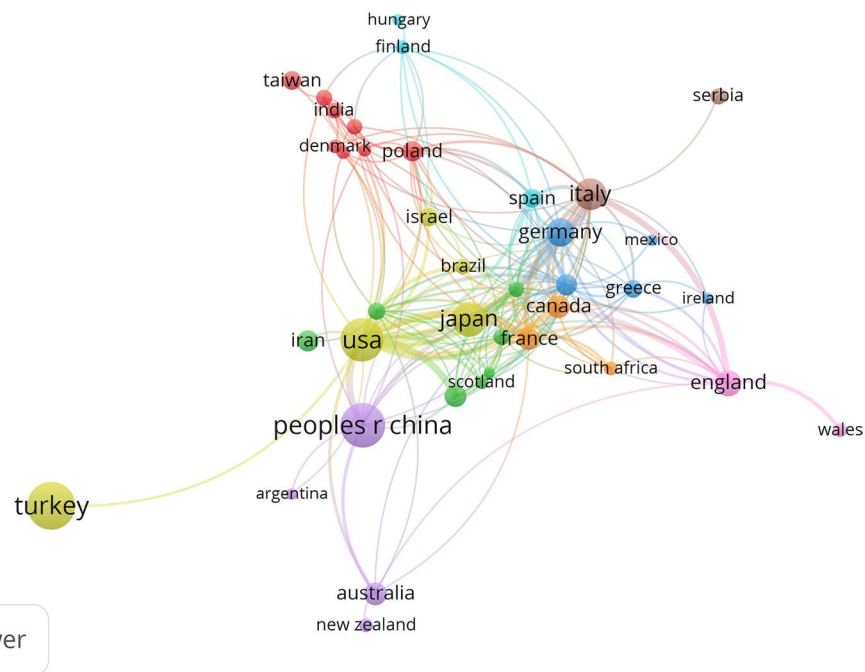 hungary
finland
taiwan
india
serbia
denmark
poland
spain
italy
israel
germany
mexico
brazil
greece
ireland
canada
japan
usa
iran
france
south africa
scotland
england
peoples r china
wales
argentina
turkey
australia
new zealand